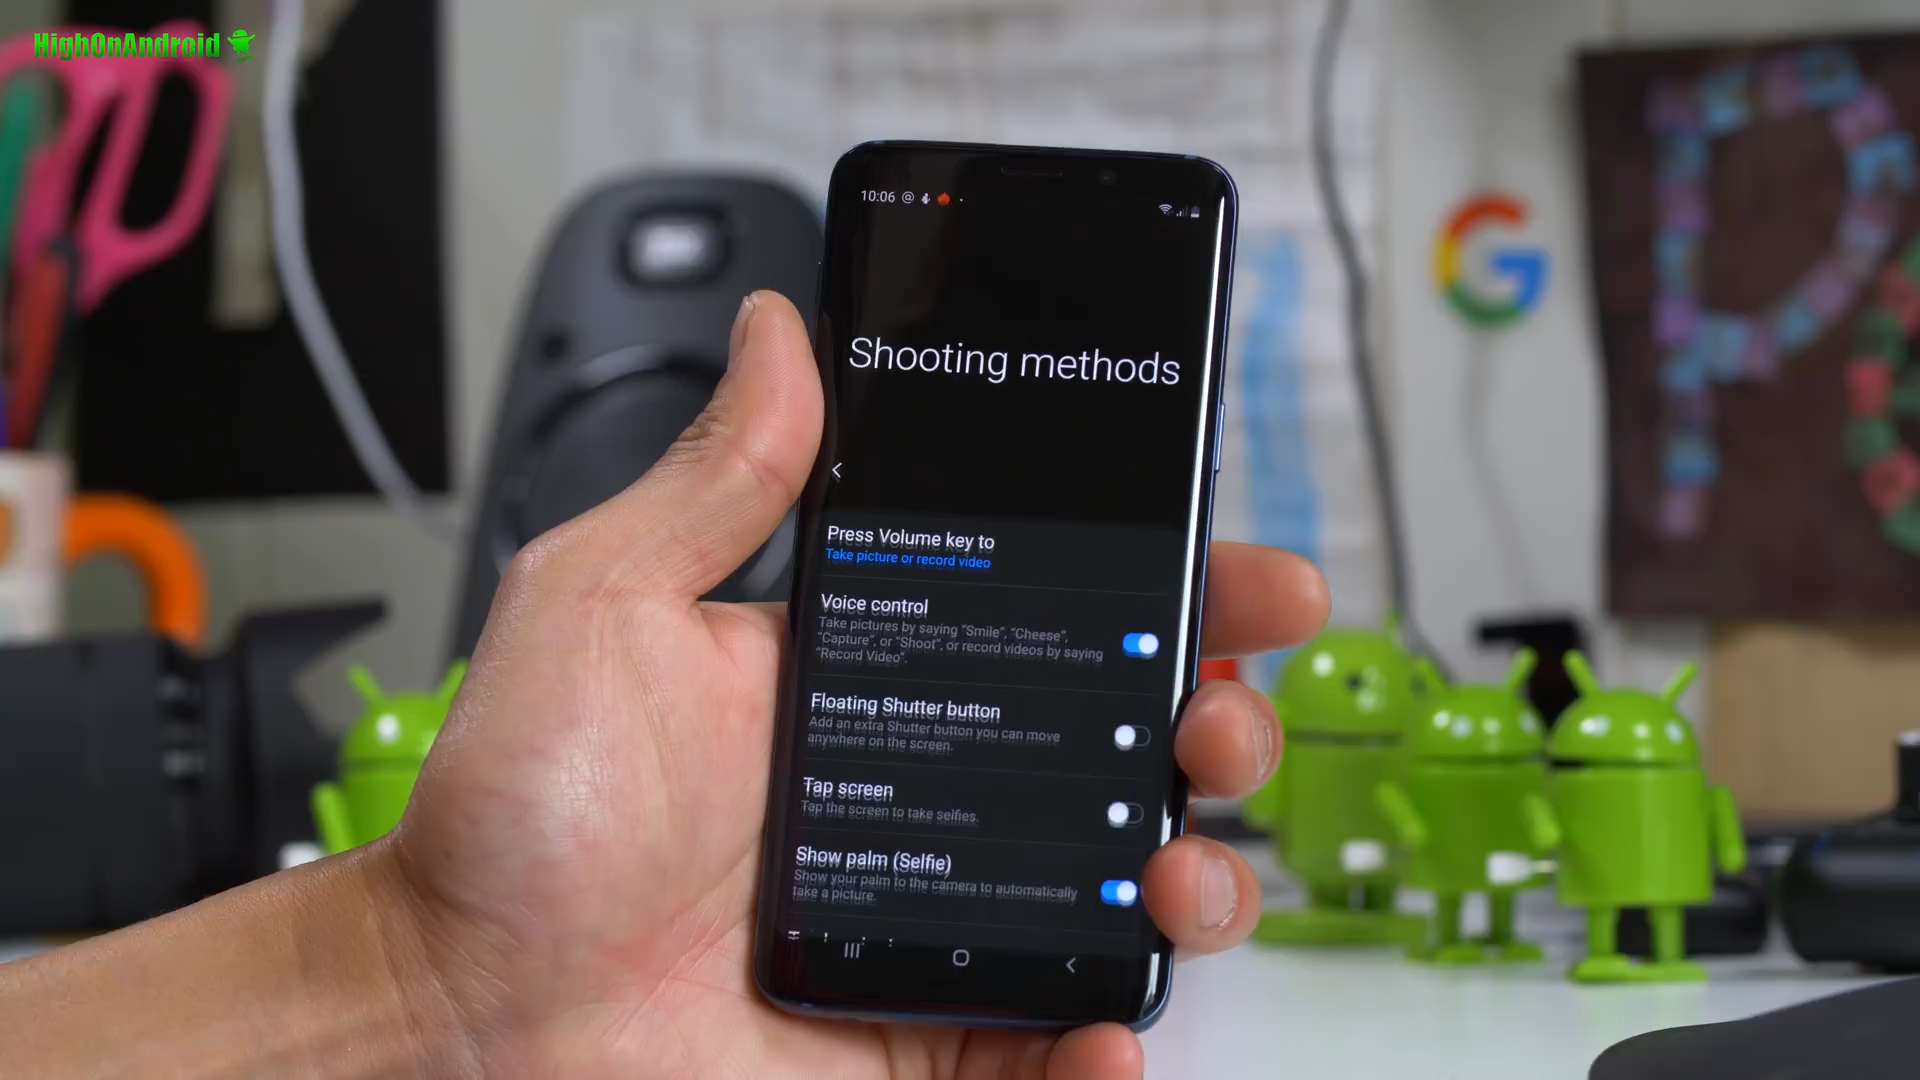 HighOnAndroid
10:06
Shooting methods
Press Volume key to
Take picture or record video
Voice control
Take pictures by saying “Smile”, “Cheese”,
“Capture”, or “Shoot”, or record videos by saying
“Record Video”.
Floating Shutter button
Add an extra Shutter button you can move
anywhere on the screen.
Tap screen
Tap the screen to take selfies.
Show palm (Selfie)
Show your palm to the camera to automatically
take a picture.
G
P